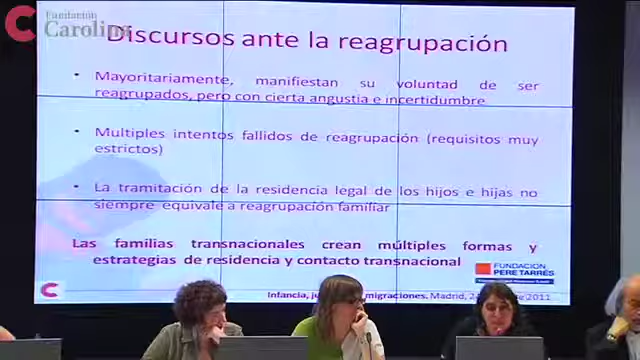 Fundación
Carolina
Discursos ante la reagrupación
• Mayoritariamente, manifiestan su voluntad de ser
reagrupados, pero con cierta angustia e incertidumbre
• Multiples intentos fallidos de reagrupación (requisitos muy
estrictos)
• La tramitación de la residencia legal de los hijos e hijas no
siempre equivale a reagrupación familiar
Las familias transnacionales crean múltiples formas y
estrategias de residencia y contacto transnacional
FUNDACIÓN
PERE TARRÉS
Infancia, migraciones. Madrid, 2011